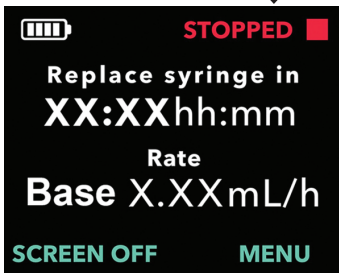 STOPPED
Replace syringe in
XX:XXhh:mm
Rate
Base X.XXmL/h
SCREEN OFF MENU